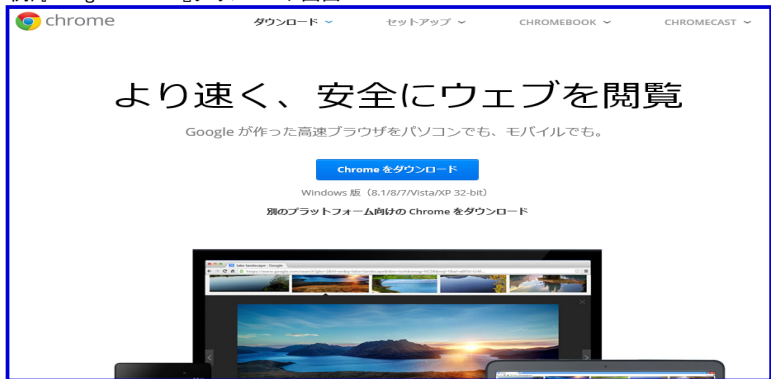 chrome
ダウンロード
セットアップ
CHROMEBOOK
CHROMECAST
より速く、安全にウェブを閲覧
Google が作った高速ブラウザをパソコンでも、モバイルでも。
Chrome をダウンロード
Windows 版（8.1/8/7/Vista/XP 32-bit）
別のプラットフォーム向けの Chrome をダウンロード